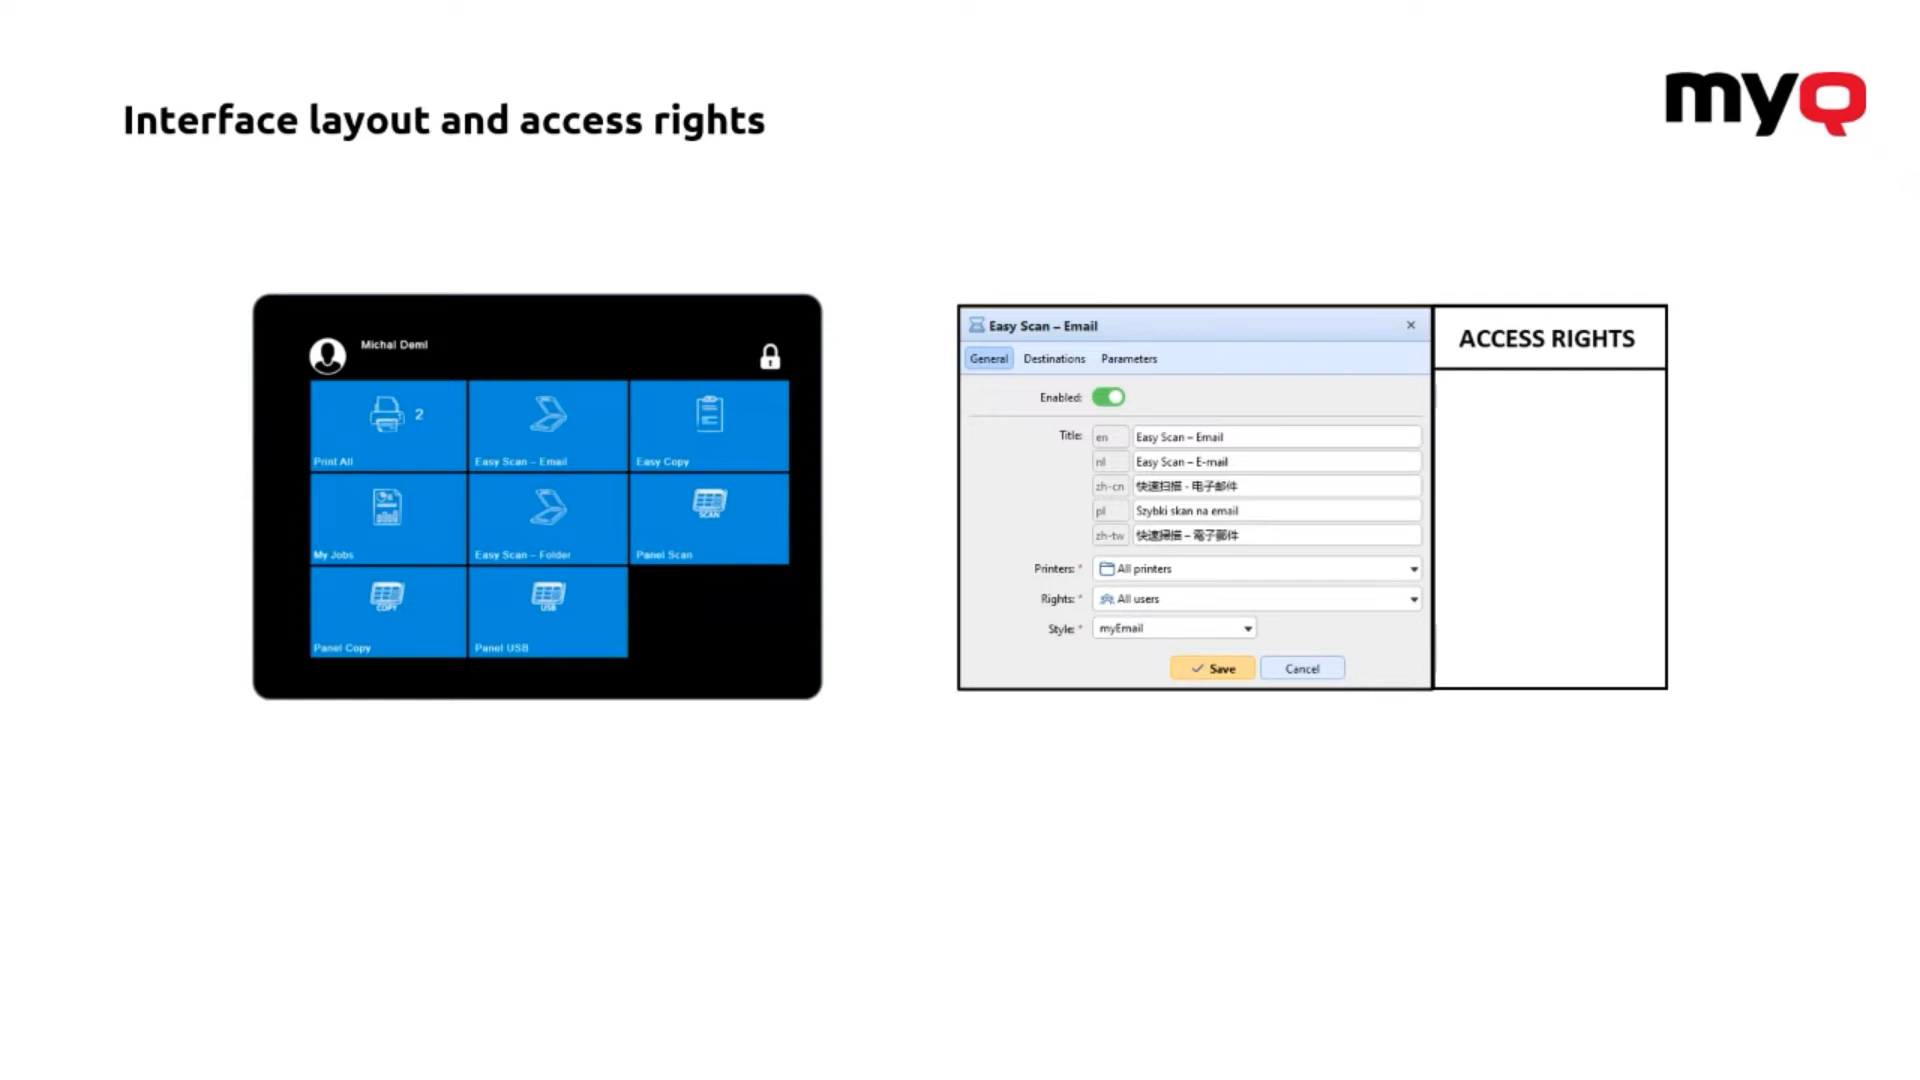 Interface layout and access rights
myQ
Michal Deml
2
Print All
Easy Scan – Email
Easy Copy
My Jobs
Easy Scan – Folder
SCAN
Panel Scan
COPY
Panel Copy
USB
Panel USB
Easy Scan – Email
General Destinations Parameters
Enabled:
Title: en Easy Scan – Email
nl Easy Scan – E-mail
zh-cn 快速扫描 - 电子邮件
pl Szybki skan na email
zh-tw 快速掃描 – 電子郵件
Printers: * All printers
Rights: * All users
Style: * myEmail
Save Cancel
ACCESS RIGHTS